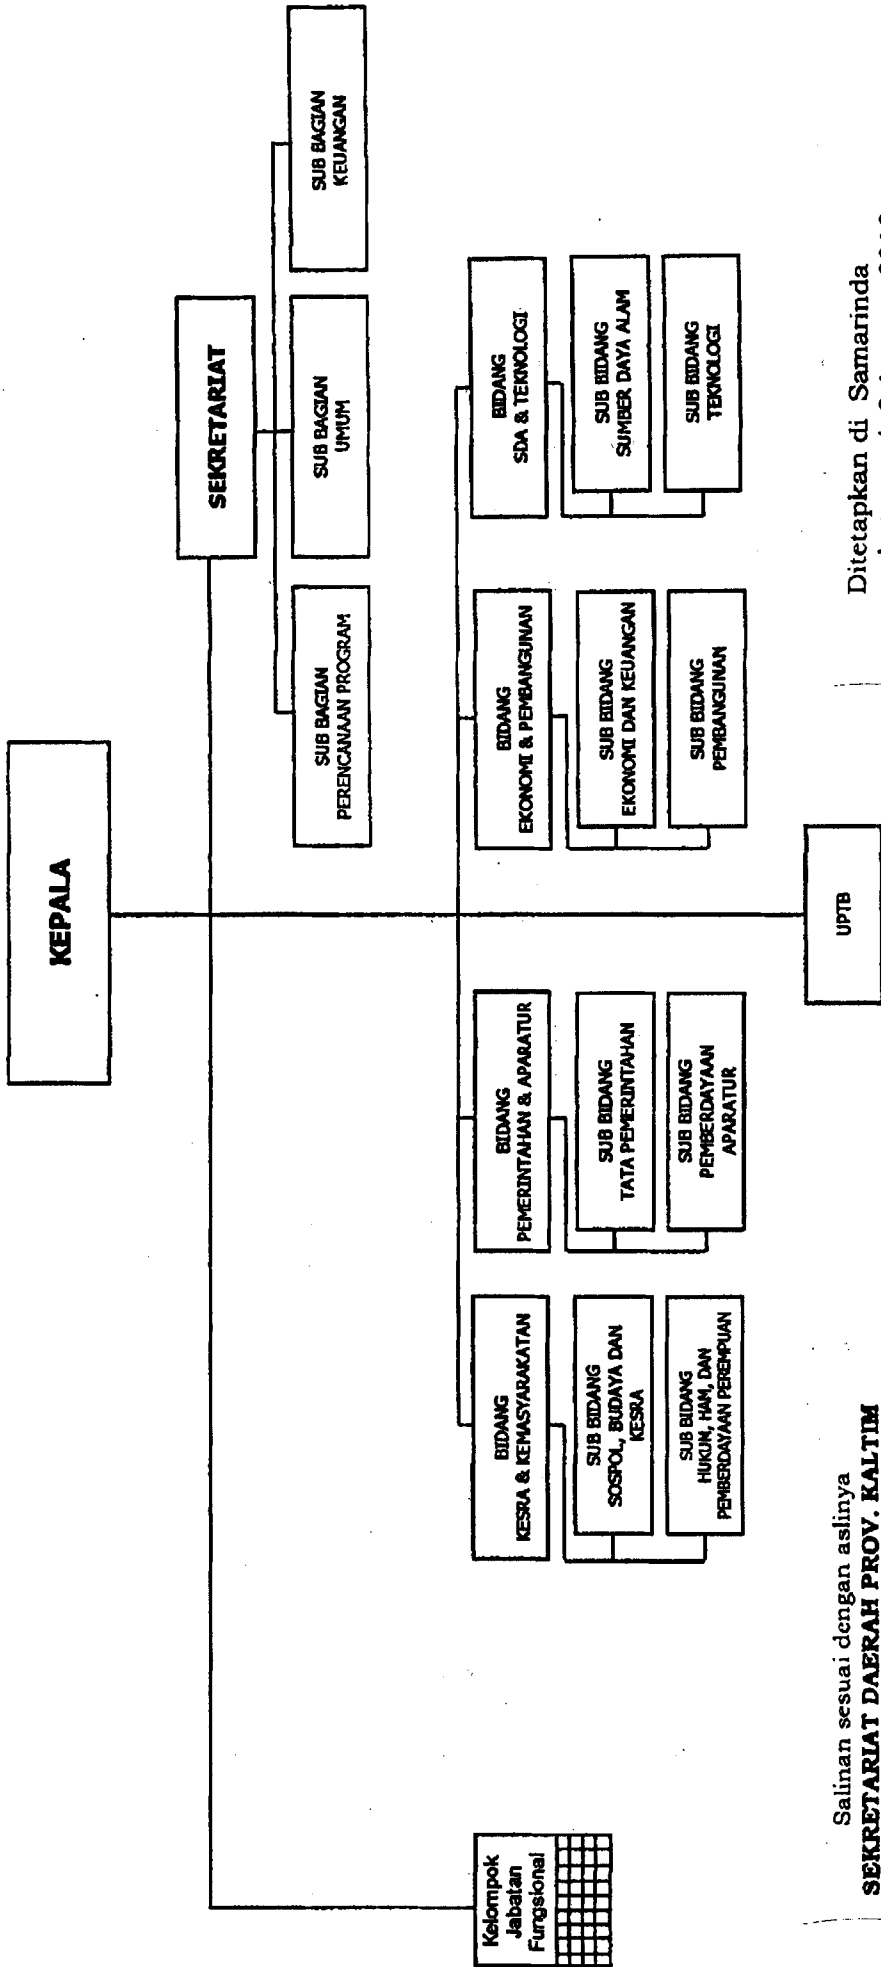 KEPALA
SEKRETARIAT
SUB BAGIAN
PERENCANAAN PROGRAM
SUB BAGIAN
UMUM
SUB BAGIAN
KEUANGAN
Kelompok
Jabatan
Fungsional
BIDANG
KESRA & KEMASYARAKATAN
SUB BIDANG
SOSPOL, BUDAYA DAN
KESRA
SUB BIDANG
HUKUM, HAM, DAN
PEMBERDAYAAN PEREMPUAN
BIDANG
PEMERINTAHAN & APARATUR
SUB BIDANG
TATA PEMERINTAHAN
SUB BIDANG
PEMBERDAYAAN
APARATUR
BIDANG
EKONOMI & PEMBANGUNAN
SUB BIDANG
EKONOMI DAN KEUANGAN
SUB BIDANG
PEMBANGUNAN
BIDANG
SDA & TEKNOLOGI
SUB BIDANG
SUMBER DAYA ALAM
SUB BIDANG
TEKNOLOGI
UPTB
Salinan sesuai dengan aslinya
SEKRETARIAT DAERAH PROV. KALTIM
Ditetapkan di Samarinda